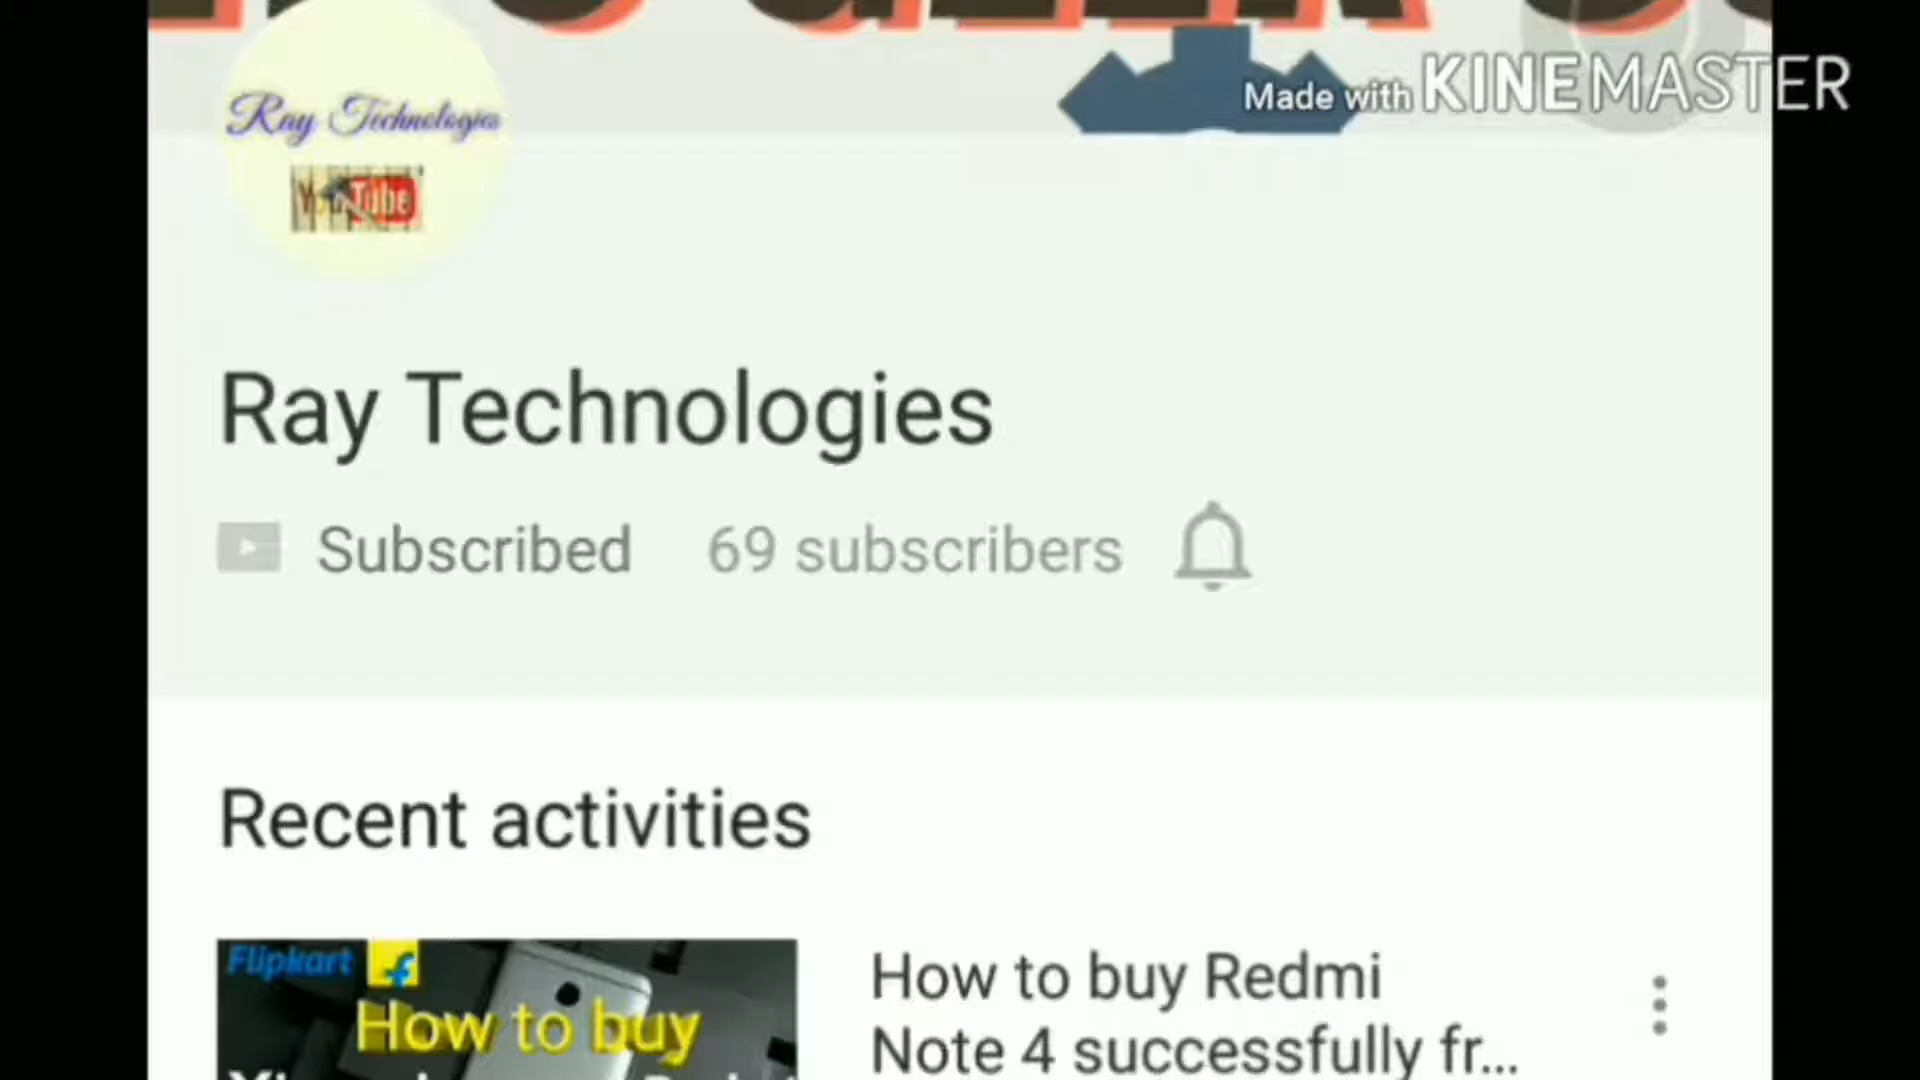 Made with KINEMASTER
Ray Technologies
YouTube
Ray Technologies
Subscribed 69 subscribers
Recent activities
Flipkart
How to buy
How to buy Redmi
Note 4 successfully fr...